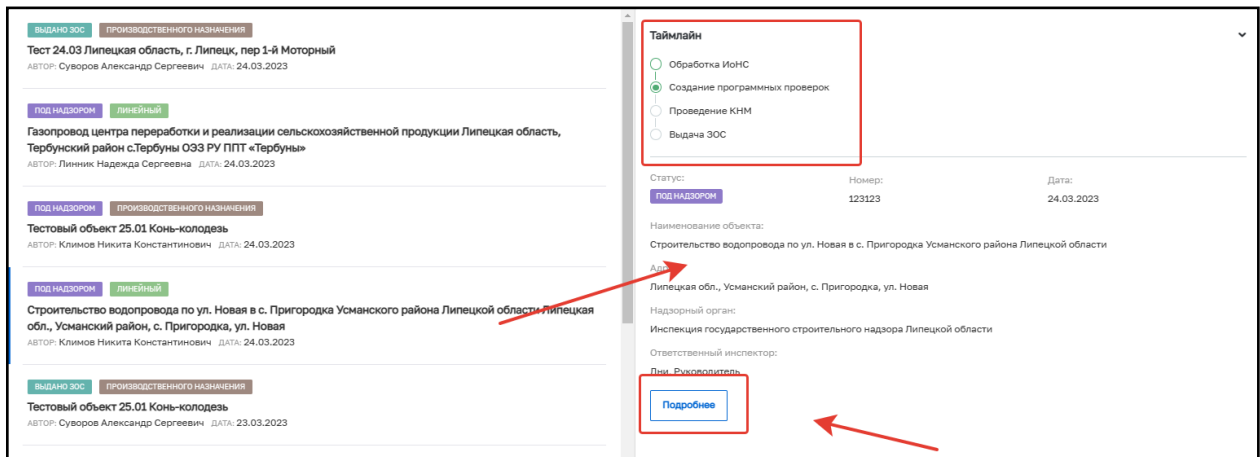 ВЫДАНО ЗОС ПРОИЗВОДСТВЕННОГО НАЗНАЧЕНИЯ
Тест 24.03 Липецкая область, г. Липецк, пер 1-й Моторный
АВТОР: Суворов Александр Сергеевич ДАТА: 24.03.2023
ПОД НАДЗОРОМ ЛИНЕЙНЫЙ
Газопровод центра переработки и реализации сельскохозяйственной продукции Липецкая область,
Тербунский район с.Тербуны ОЭЗ РУ ППТ «Тербуны»
АВТОР: Линник Надежда Сергеевна ДАТА: 24.03.2023
ПОД НАДЗОРОМ ПРОИЗВОДСТВЕННОГО НАЗНАЧЕНИЯ
Тестовый объект 25.01 Конь-колодезь
АВТОР: Климов Никита Константинович ДАТА: 24.03.2023
ПОД НАДЗОРОМ ЛИНЕЙНЫЙ
Строительство водопровода по ул. Новая в с. Пригородка Усманского района Липецкой области Липецкая
обл., Усманский район, с. Пригородка, ул. Новая
АВТОР: Климов Никита Константинович ДАТА: 24.03.2023
ВЫДАНО ЗОС ПРОИЗВОДСТВЕННОГО НАЗНАЧЕНИЯ
Тестовый объект 25.01 Конь-колодезь
АВТОР: Суворов Александр Сергеевич ДАТА: 23.03.2023
Таймлайн
Обработка ИоНС
Создание программных проверок
Проведение КНМ
Выдача ЗОС
Статус: Номер: Дата:
ПОД НАДЗОРОМ 123123 24.03.2023
Наименование объекта:
Строительство водопровода по ул. Новая в с. Пригородка Усманского района Липецкой области
Липецкая обл., Усманский район, с. Пригородка, ул. Новая
Надзорный орган:
Инспекция государственного строительного надзора Липецкой области
Ответственный инспектор:
Лни. Руководитель
Подробнее